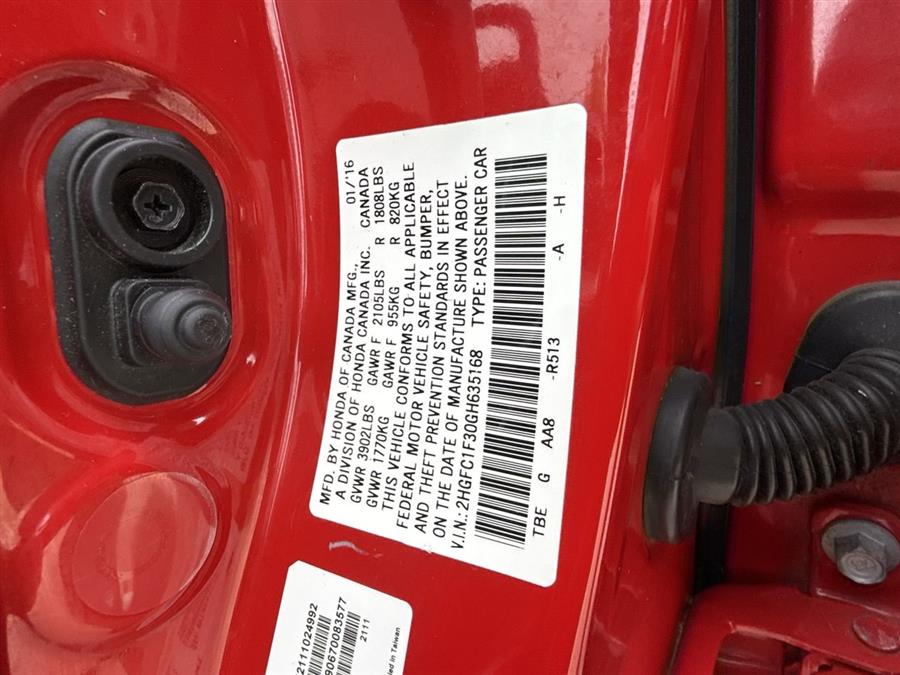 MFD. BY HONDA OF CANADA MFG., 01/16
A DIVISION OF HONDA CANADA INC. CANADA
GVWR 3902LBS GAWR F 2105LBS R 1808LBS
GVWR 1770KG GAWR F 955KG R 820KG
THIS VEHICLE CONFORMS TO ALL APPLICABLE
FEDERAL MOTOR VEHICLE SAFETY, BUMPER,
AND THEFT PREVENTION STANDARDS IN EFFECT
ON THE DATE OF MANUFACTURE SHOWN ABOVE.
V.I.N.: 2HGFC1F30GH635168 TYPE: PASSENGER CAR
TBE G AA8 -R513 -A -H
2111024992
90670083577
2111
in Taiwan